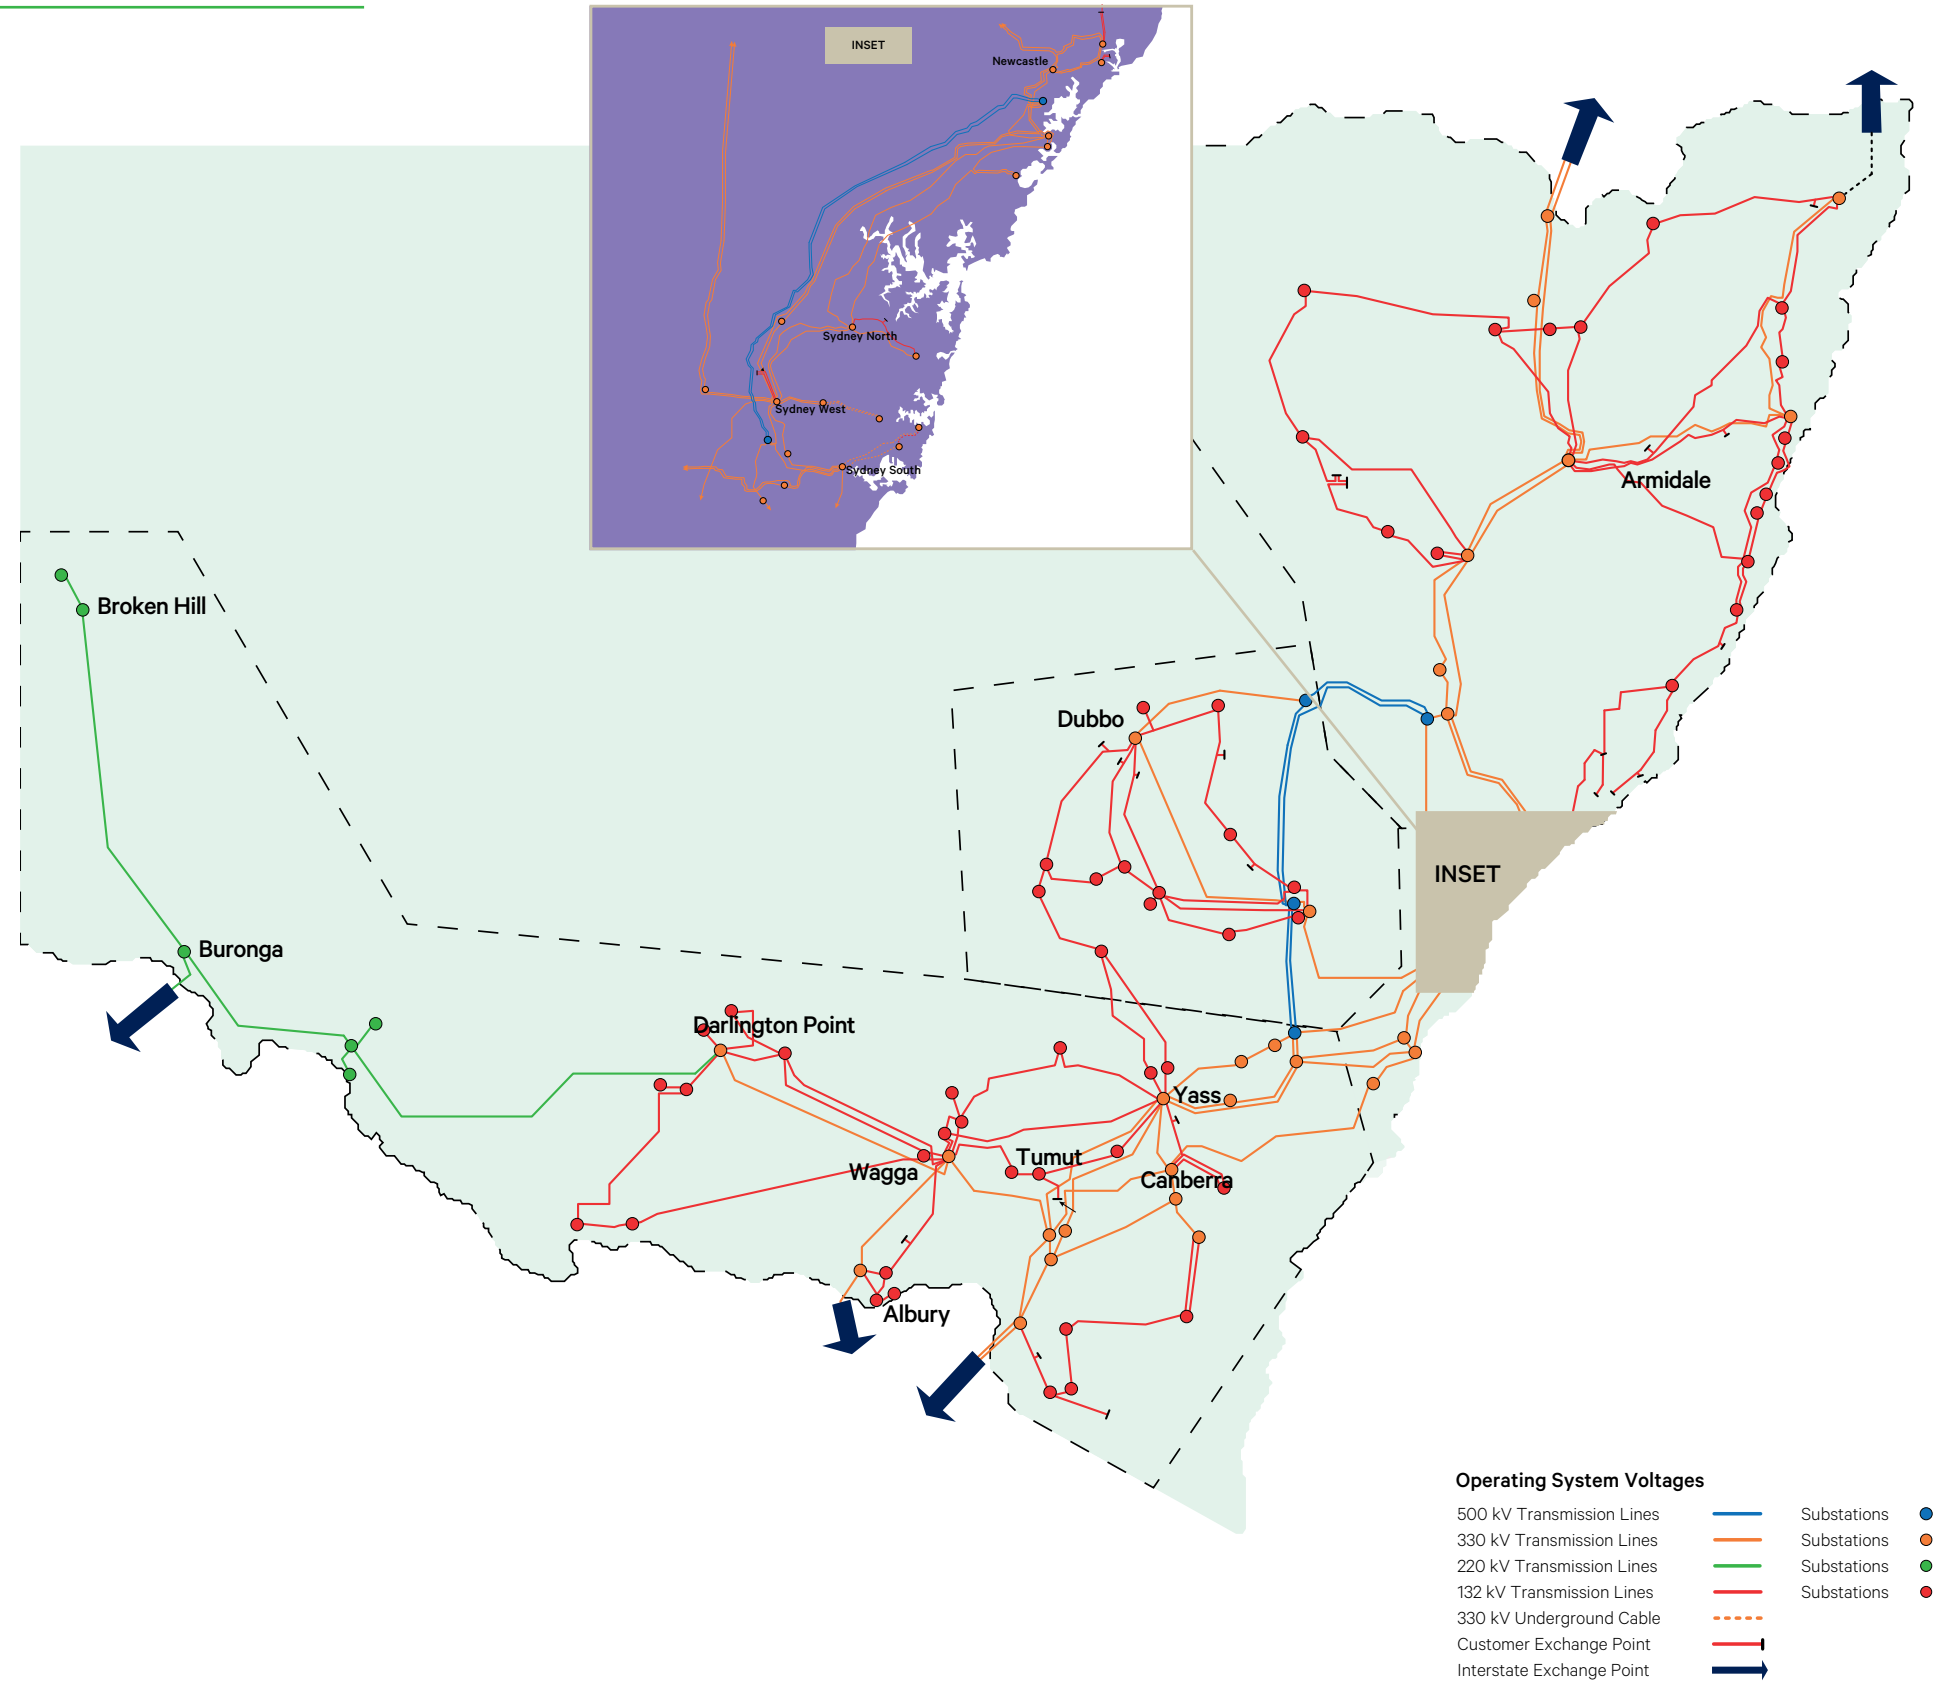 INSET
Newcastle
Sydney North
Sydney West
Sydney South
Armidale
Broken Hill
Dubbo
INSET
Buronga
Darlington Point
Yass
Tumut
Wagga
Canberra
Albury
Operating System Voltages
500 kV Transmission Lines Substations
330 kV Transmission Lines Substations
220 kV Transmission Lines Substations
132 kV Transmission Lines Substations
330 kV Underground Cable
Customer Exchange Point
Interstate Exchange Point